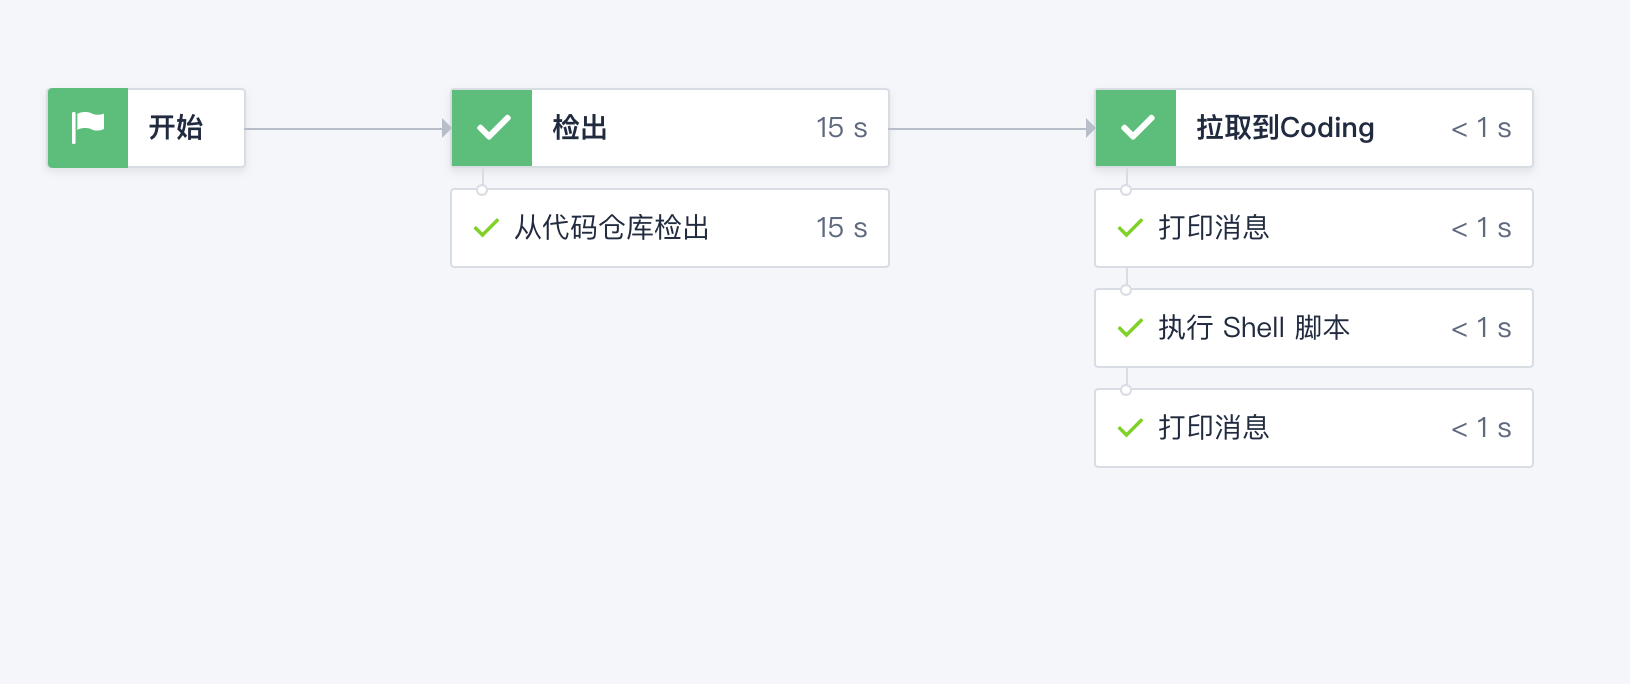 开始
检出 15 s
从代码仓库检出 15 s
拉取到Coding < 1 s
打印消息 < 1 s
执行 Shell 脚本 < 1 s
打印消息 < 1 s